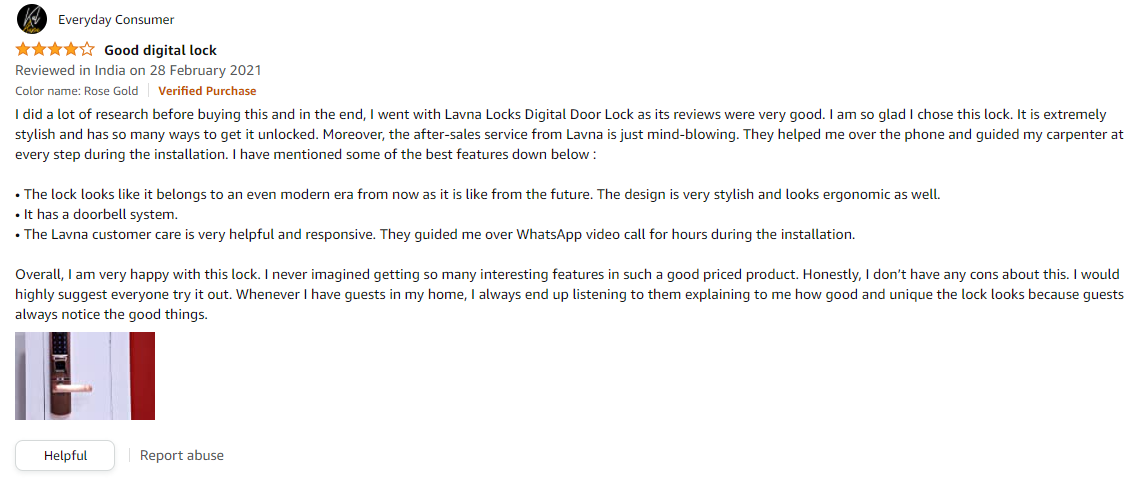 Everyday Consumer
Good digital lock
Reviewed in India on 28 February 2021
Color name: Rose Gold
Verified Purchase
I did a lot of research before buying this and in the end, I went with Lavna Locks Digital Door Lock as its reviews were very good. I am so glad I chose this lock. It is extremely
stylish and has so many ways to get it unlocked. Moreover, the after-sales service from Lavna is just mind-blowing. They helped me over the phone and guided my carpenter at
every step during the installation. I have mentioned some of the best features down below :
• The lock looks like it belongs to an even modern era from now as it is like from the future. The design is very stylish and looks ergonomic as well.
• It has a doorbell system.
• The Lavna customer care is very helpful and responsive. They guided me over WhatsApp video call for hours during the installation.
Overall, I am very happy with this lock. I never imagined getting so many interesting features in such a good priced product. Honestly, I don’t have any cons about this. I would
highly suggest everyone try it out. Whenever I have guests in my home, I always end up listening to them explaining to me how good and unique the lock looks because guests
always notice the good things.
Helpful
Report abuse